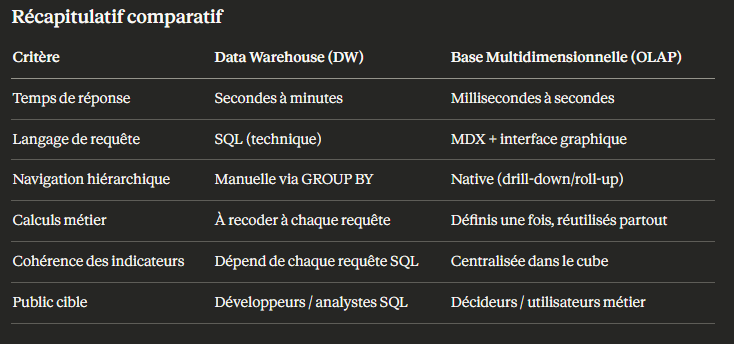 Récapitulatif comparatif
Critère Data Warehouse (DW) Base Multidimensionnelle (OLAP)
Temps de réponse Secondes à minutes Millisecondes à secondes
Langage de requête SQL (technique) MDX + interface graphique
Navigation hiérarchique Manuelle via GROUP BY Native (drill-down/roll-up)
Calculs métier À recoder à chaque requête Définis une fois, réutilisés partout
Cohérence des indicateurs Dépend de chaque requête SQL Centralisée dans le cube
Public cible Développeurs / analystes SQL Décideurs / utilisateurs métier